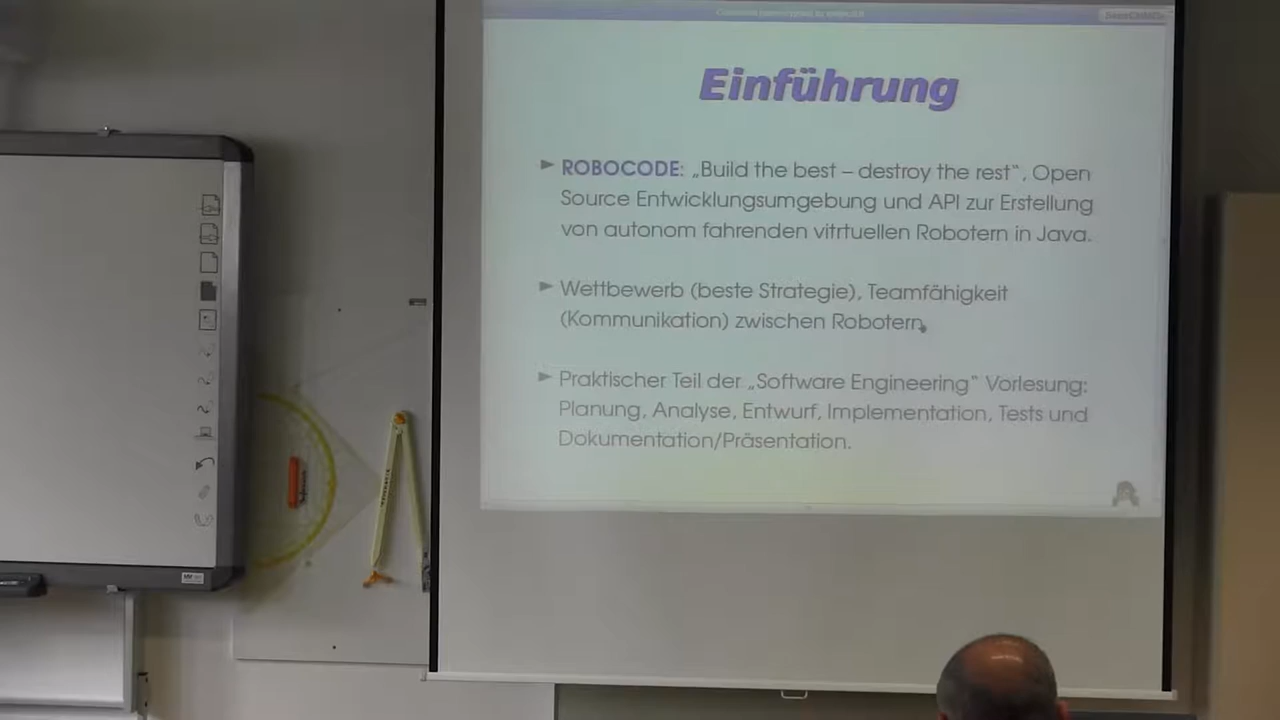 Einführung
ROBOCODE: „Build the best – destroy the rest“, Open
Source Entwicklungsumgebung und API zur Erstellung
von autonom fahrenden vitrtuellen Robotern in Java.
Wettbewerb (beste Strategie), Teamfähigkeit
(Kommunikation) zwischen Robotern
Praktischer Teil der „Software Engineering“ Vorlesung:
Planung, Analyse, Entwurf, Implementation, Tests und
Dokumentation/Präsentation.